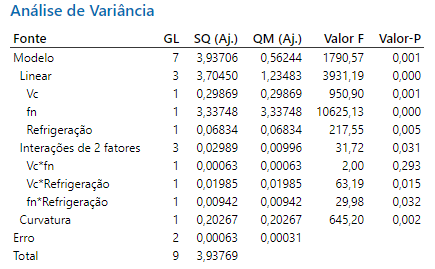 Análise de Variância
Fonte GL SQ (Aj.) QM (Aj.) Valor F Valor-P
Modelo 7 3,93706 0,56244 1790,57 0,001
Linear 3 3,70450 1,23483 3931,19 0,000
Vc 1 0,29869 0,29869 950,90 0,001
fn 1 3,33748 3,33748 10625,13 0,000
Refrigeração 1 0,06834 0,06834 217,55 0,005
Interações de 2 fatores 3 0,02989 0,00996 31,72 0,031
Vc*fn 1 0,00063 0,00063 2,00 0,293
Vc*Refrigeração 1 0,01985 0,01985 63,19 0,015
fn*Refrigeração 1 0,00942 0,00942 29,98 0,032
Curvatura 1 0,20267 0,20267 645,20 0,002
Erro 2 0,00063 0,00031
Total 9 3,93769